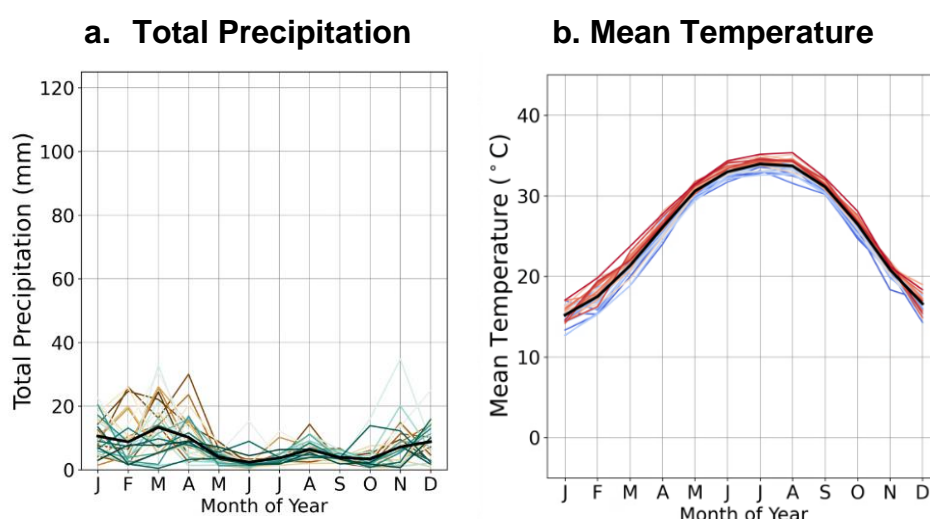 a. Total Precipitation
120
100
80
60
40
20
0
Total Precipitation (mm)
J F M A M J J A S O N D
Month of Year
b. Mean Temperature
40
30
20
10
0
Mean Temperature (°C)
J F M A M J J A S O N D
Month of Year